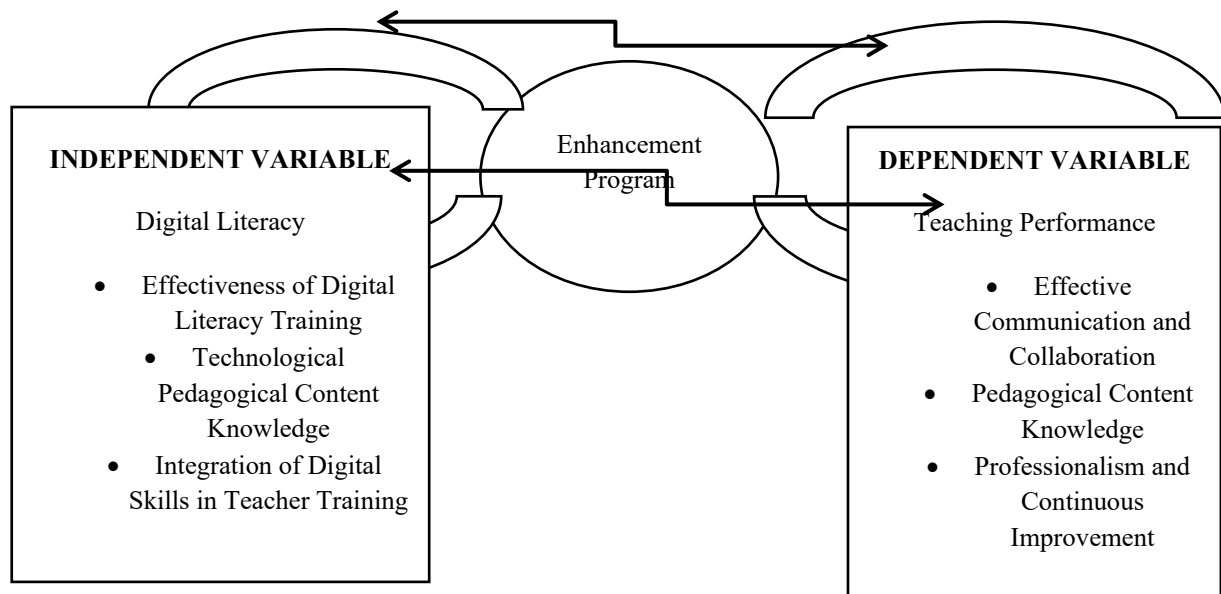 INDEPENDENT VARIABLE
Digital Literacy
• Effectiveness of Digital
Literacy Training
• Technological
Pedagogical Content
Knowledge
• Integration of Digital
Skills in Teacher Training
Enhancement
Program
DEPENDENT VARIABLE
Teaching Performance
• Effective
Communication and
Collaboration
• Pedagogical Content
Knowledge
• Professionalism and
Continuous
Improvement